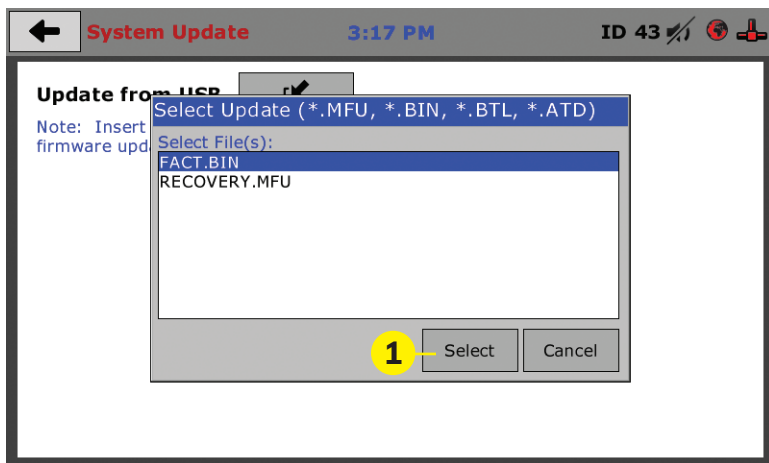 System Update 3:17 PM ID 43
Update from USB
Note: Insert
firmware upd
Select Update (*.MFU, *.BIN, *.BTL, *.ATD)
Select File(s):
FACT.BIN
RECOVERY.MFU
1 Select Cancel